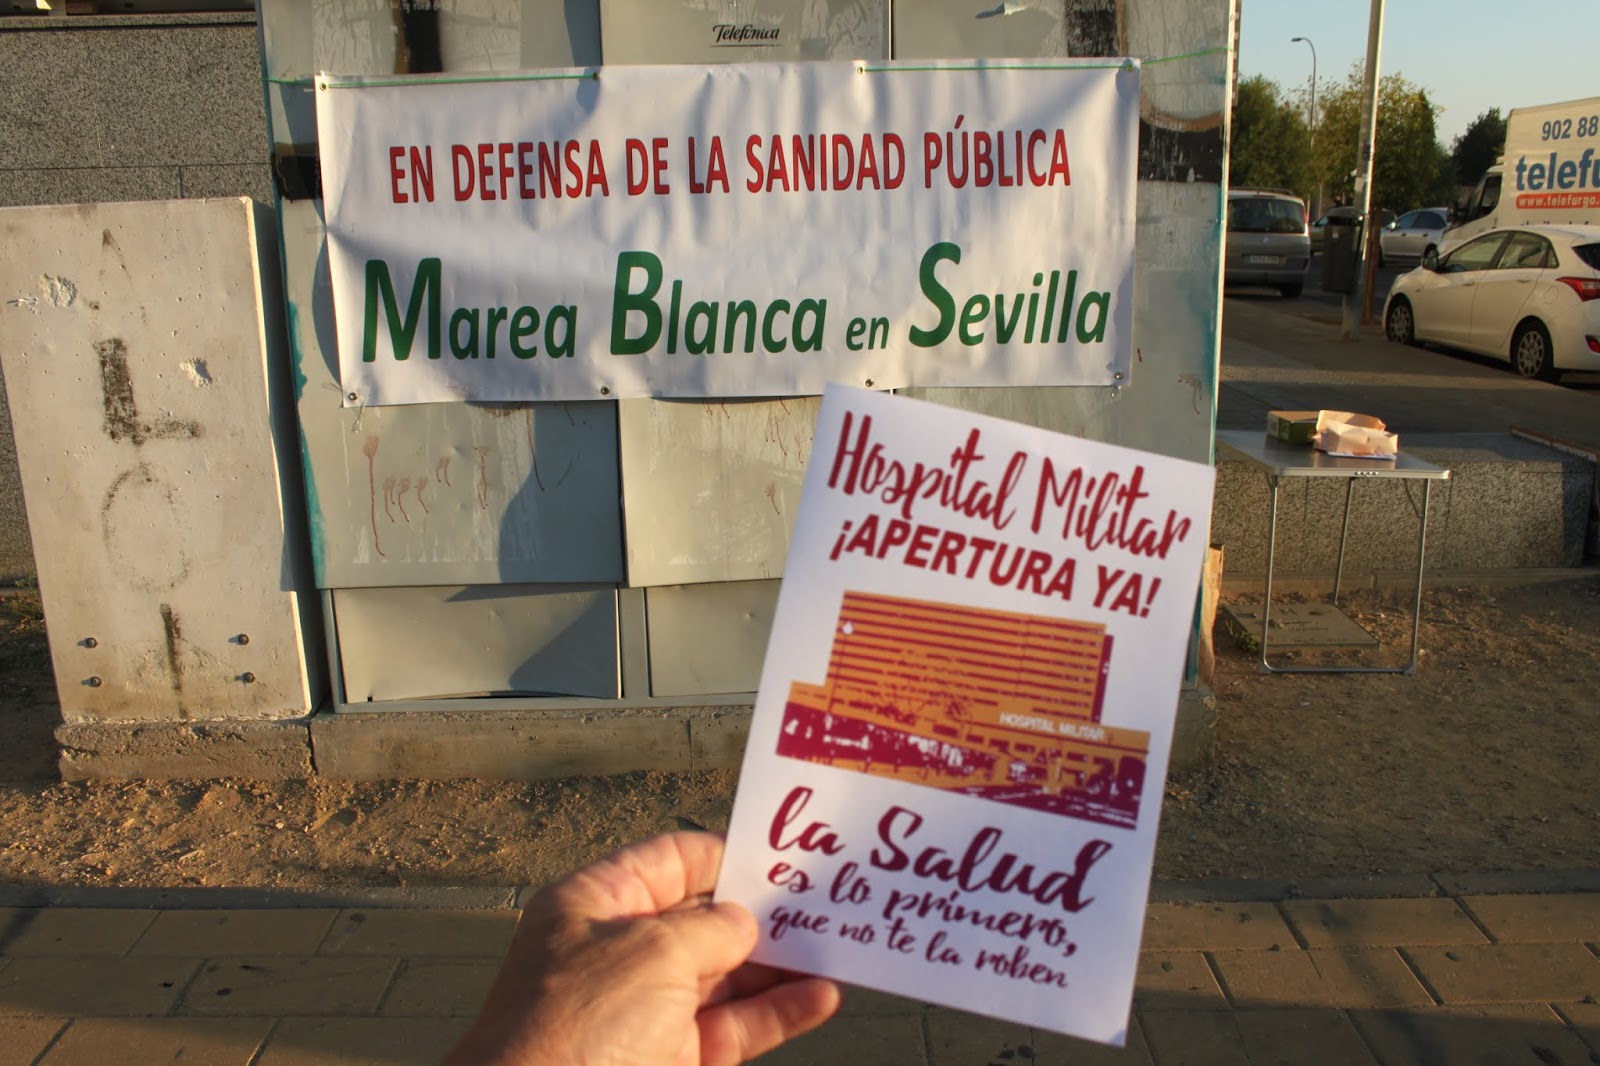 Telefónica
EN DEFENSA DE LA SANIDAD PÚBLICA
Marea Blanca en Sevilla
902 88
telefu
www.telefurgo.
Hospital Militar
¡APERTURA YA!
HOSPITAL MILITAR
la Salud
es lo primero,
que no te la roben